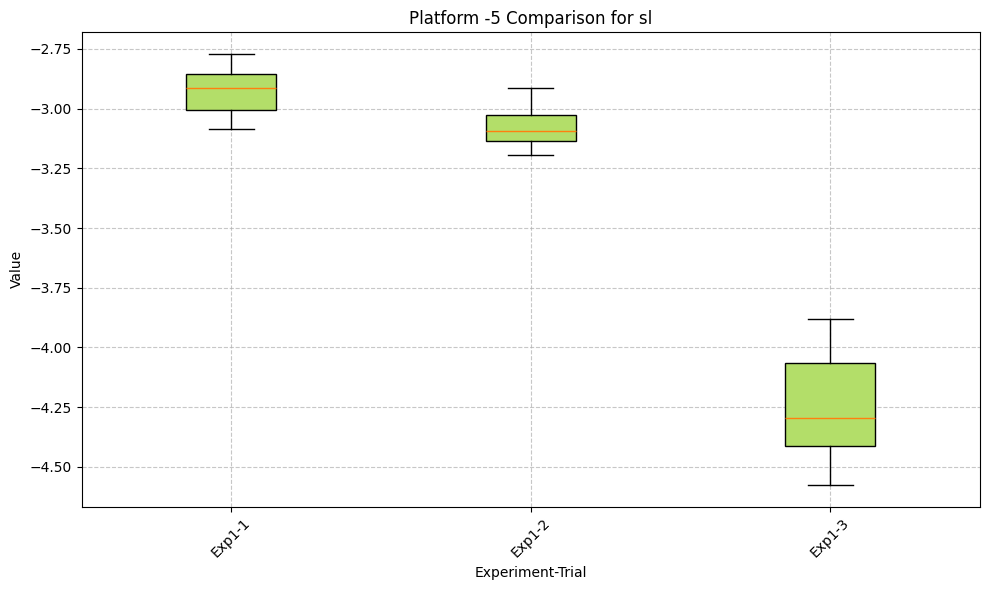 Platform -5 Comparison for sl
−2.75
−3.00
−3.25
−3.50
−3.75
−4.00
−4.25
−4.50
Value
Exp1-1
Exp1-2
Exp1-3
Experiment-Trial